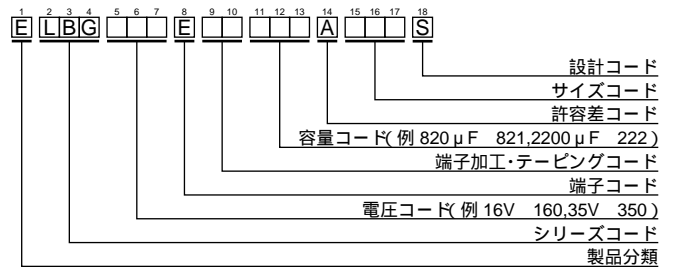 1 2 3 4 5 6 7 8 9 10 11 12 13 14 15 16 17 18
E L B G E A S
設計コード
サイズコード
許容差コード
容量コード(例 820μF 821,2200μF 222)
端子加工・テーピングコード
端子コード
電圧コード(例 16V 160,35V 350)
シリーズコード
製品分類